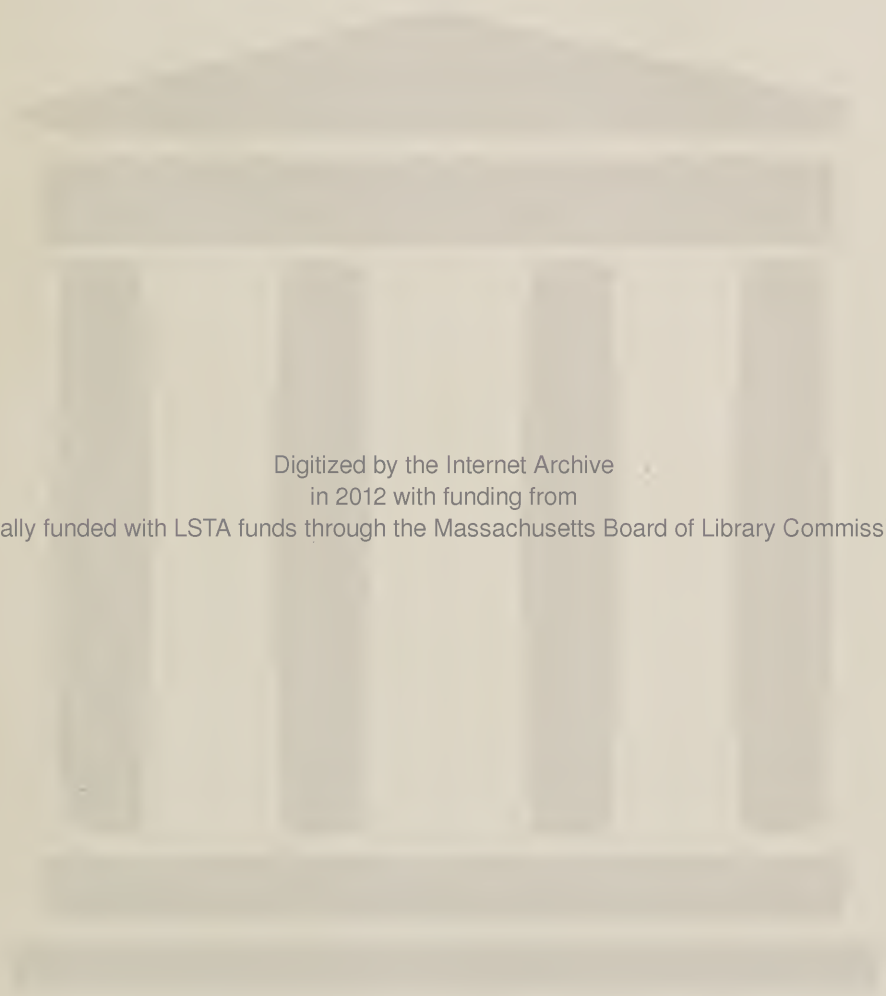 Digitized by the Internet Archive
in 2012 with funding from
ally funded with LSTA funds through the Massachusetts Board of Library Commiss